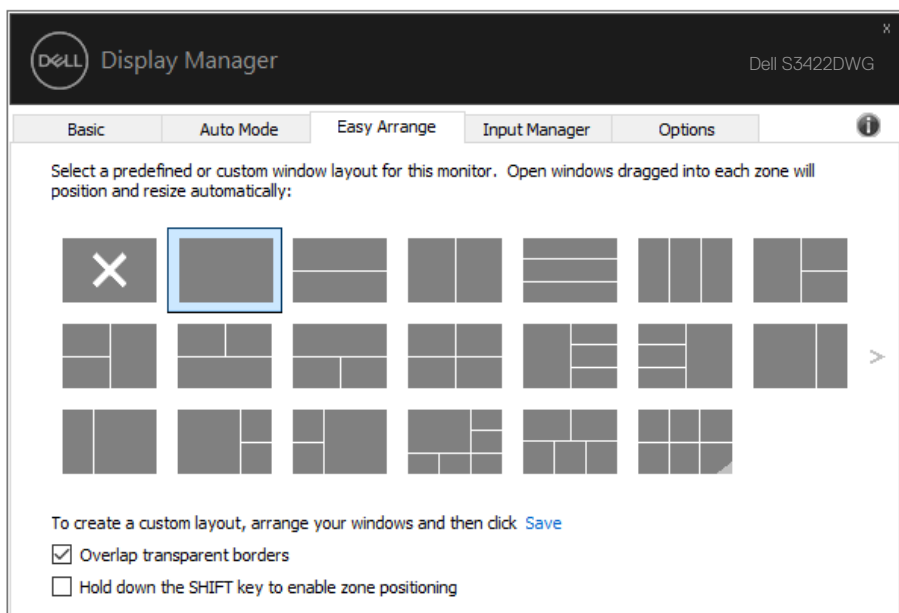 x
DELL Display Manager
Dell S3422DWG
Basic Auto Mode Easy Arrange Input Manager Options
Select a predefined or custom window layout for this monitor. Open windows dragged into each zone will
position and resize automatically:
>
To create a custom layout, arrange your windows and then click Save
Overlap transparent borders
Hold down the SHIFT key to enable zone positioning